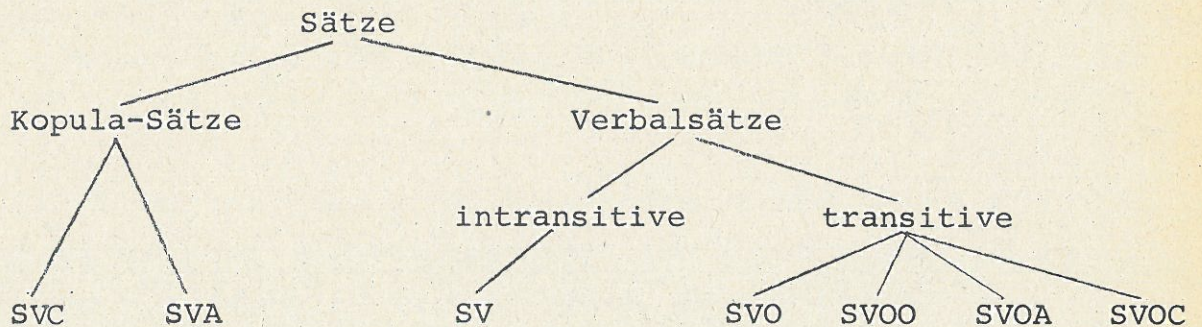 Sätze
Kopula-Sätze Verbalsätze
intransitive transitive
SVC SVA SV SVO SVOO SVOA SVOC